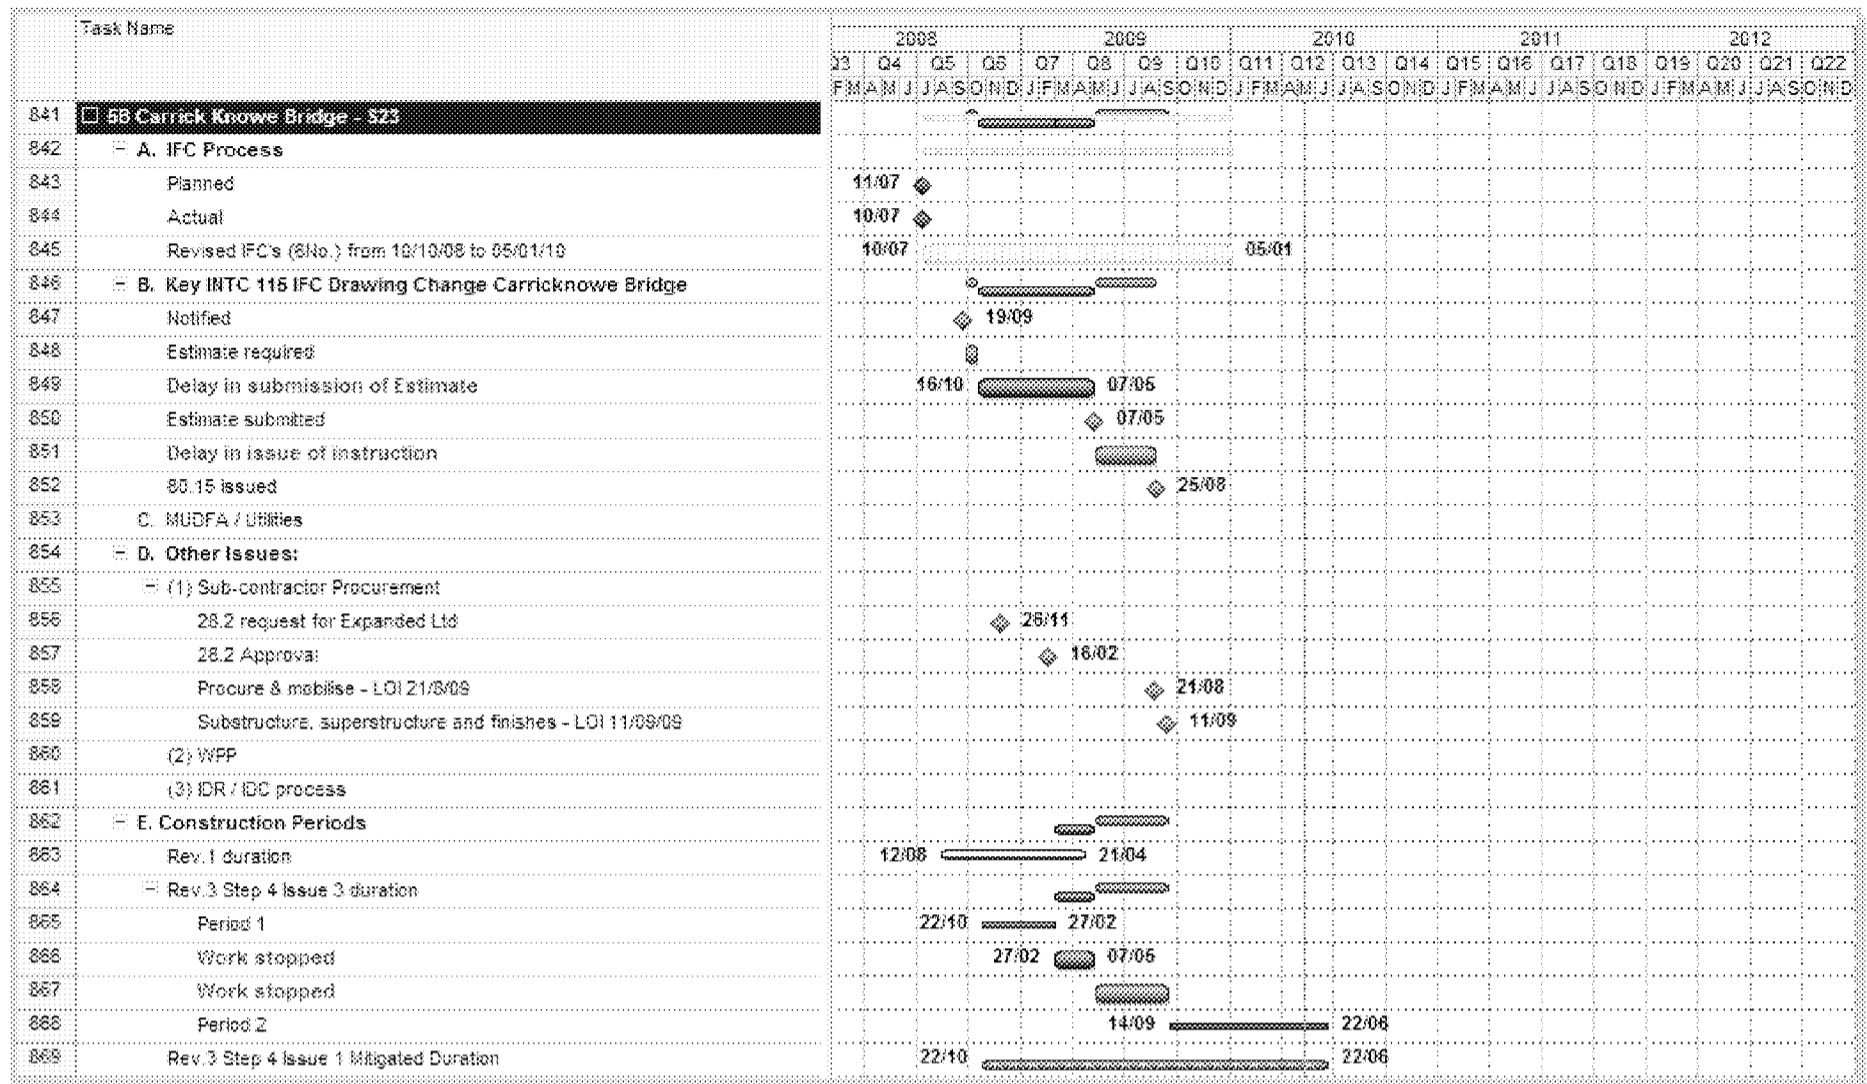 Task Name
2008 2009 2010 2011 2012
Q3 Q4 Q5 Q6 Q7 Q8 Q9 Q10 Q11 Q12 Q13 Q14 Q15 Q16 Q17 Q18 Q19 Q20 Q21 Q22
F M A M J J A S O N D J F M A M J J A S O N D J F M A M J J A S O N D J F M A M J J A S O N D J F M A M J J A S O N D
841 5B Carrick Knowe Bridge - S23
842 A. IFC Process
843 Planned 11/07
844 Actual 10/07
845 Revised IFC's (6No.) from 10/10/08 to 05/01/10 10/07 05/01
846 B. Key INTC 115 IFC Drawing Change Carricknowe Bridge
847 Notified 19/09
848 Estimate required
849 Delay in submission of Estimate 16/10 07/05
850 Estimate submitted 07/05
851 Delay in issue of instruction
852 80.15 issued 25/08
853 C. MUDFA / Utilities
854 D. Other Issues:
855 (1) Sub-contractor Procurement
856 28.2 request for Expanded Ltd 26/11
857 28.2 Approval 16/02
858 Procure & mobilise - LOI 21/8/09 21/08
859 Substructure, superstructure and finishes - LOI 11/09/09 11/09
860 (2) WPP
861 (3) IDR / IDC process
862 E. Construction Periods
863 Rev.1 duration 12/08 21/04
864 Rev.3 Step 4 Issue 3 duration
865 Period 1 22/10 27/02
866 Work stopped 27/02 07/05
867 Work stopped
868 Period 2 14/09 22/06
869 Rev.3 Step 4 Issue 1 Mitigated Duration 22/10 22/06